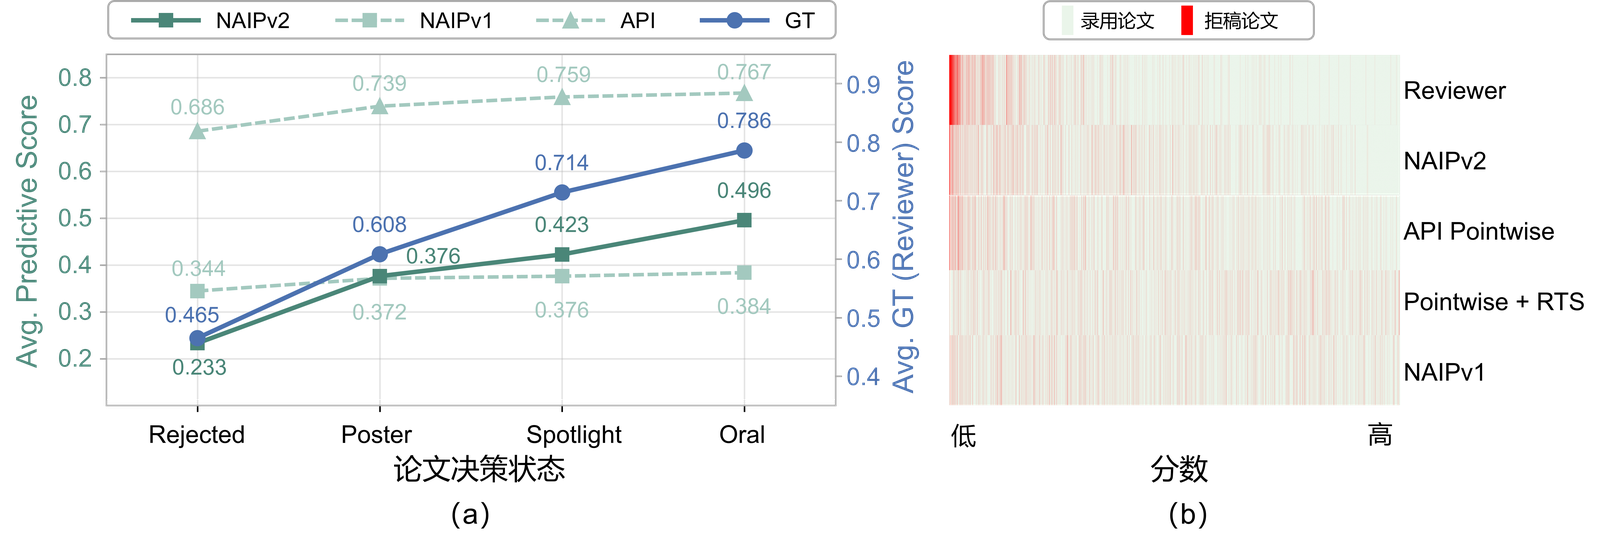 NAIPv2 NAIPv1 API GT
Avg. Predictive Score
0.8
0.7
0.6
0.5
0.4
0.3
0.2
0.686
0.739
0.759
0.767
0.465
0.608
0.714
0.786
0.233
0.376
0.423
0.496
0.344
0.372
0.376
0.384
0.9
0.8
0.7
0.6
0.5
0.4
Avg. GT (Reviewer) Score
Rejected Poster Spotlight Oral
论文决策状态
(a)
录用论文 拒稿论文
Reviewer
NAIPv2
API Pointwise
Pointwise + RTS
NAIPv1
低 高
分数
(b)